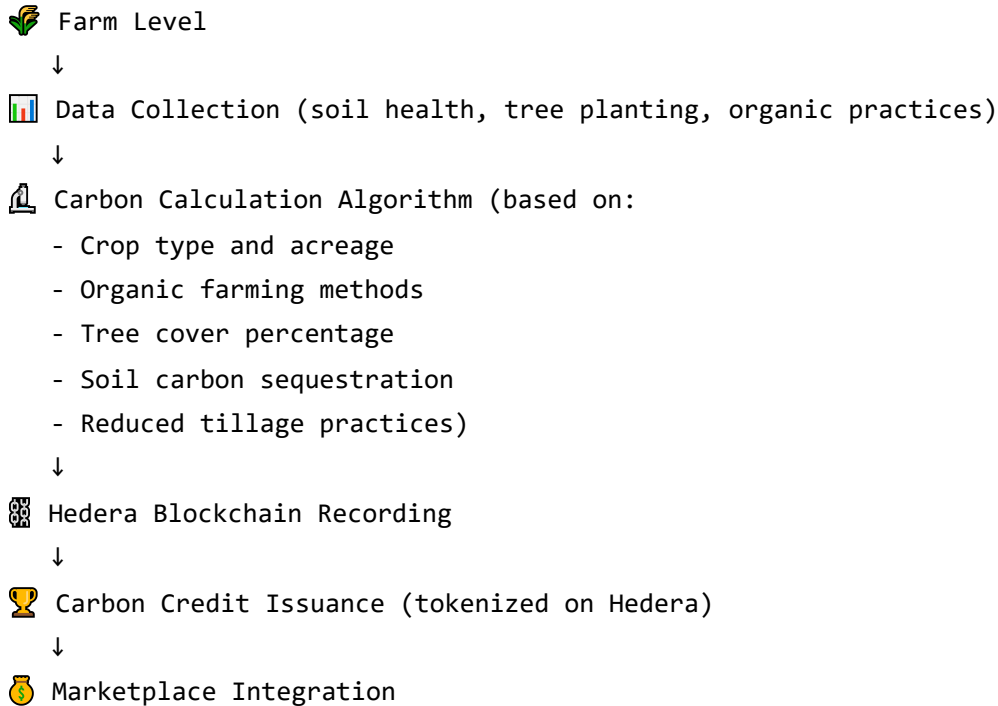 🌾 Farm Level
↓
📊 Data Collection (soil health, tree planting, organic practices)
↓
🔬 Carbon Calculation Algorithm (based on:
- Crop type and acreage
- Organic farming methods
- Tree cover percentage
- Soil carbon sequestration
- Reduced tillage practices)
↓
⛓ Hedera Blockchain Recording
↓
🏆 Carbon Credit Issuance (tokenized on Hedera)
↓
💰 Marketplace Integration